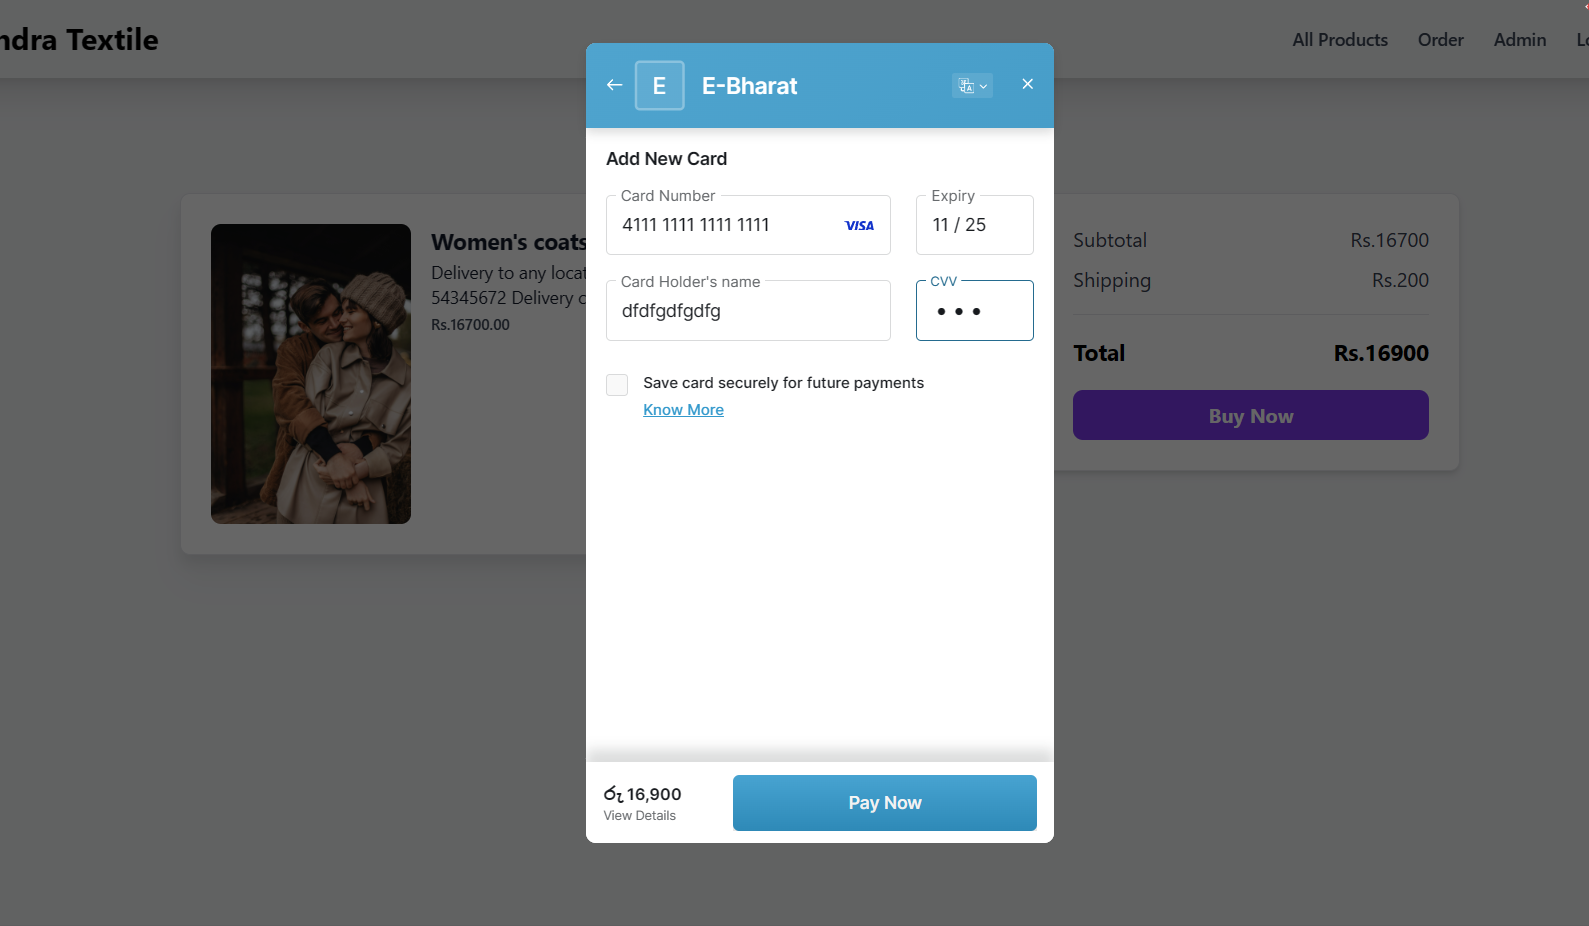 ndra Textile
All Products
Order
Admin
Lo
E
E-Bharat
Add New Card
Card Number
4111 1111 1111 1111
VISA
Expiry
11 / 25
Card Holder's name
dfdfgdfgdfg
CVV
•••
Save card securely for future payments
Know More
Women's coats
Delivery to any locat
54345672 Delivery c
Rs.16700.00
Subtotal Rs.16700
Shipping Rs.200
Total Rs.16900
Buy Now
රු 16,900
View Details
Pay Now